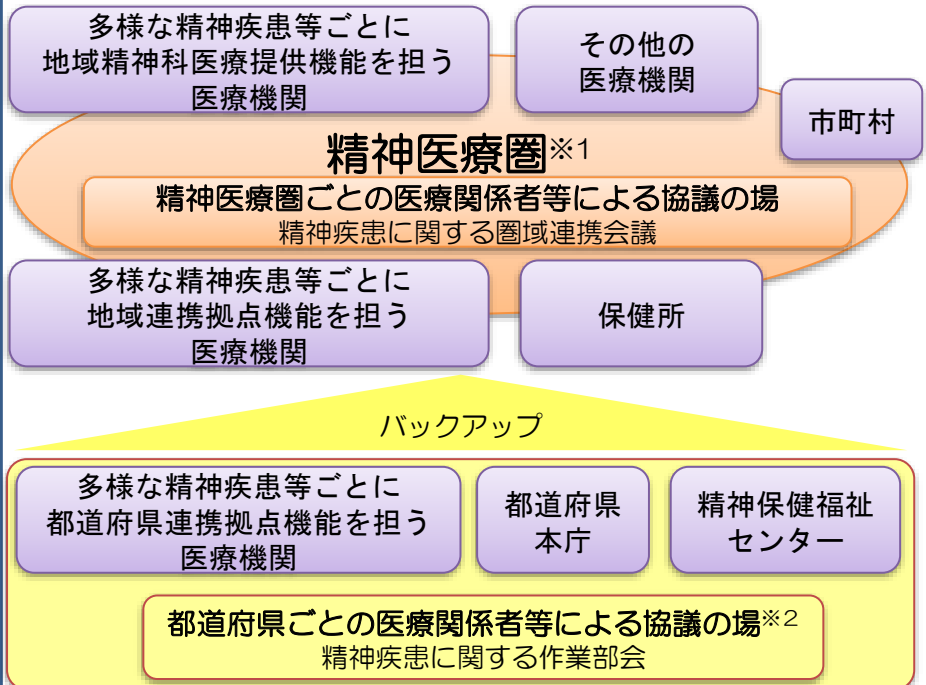 多様な精神疾患等ごとに
地域精神科医療提供機能を担う
医療機関
その他の
医療機関
市町村
精神医療圏※1
精神医療圏ごとの医療関係者等による協議の場
精神疾患に関する圏域連携会議
多様な精神疾患等ごとに
地域連携拠点機能を担う
医療機関
保健所
バックアップ
多様な精神疾患等ごとに
都道府県連携拠点機能を担う
医療機関
都道府県
本庁
精神保健福祉
センター
都道府県ごとの医療関係者等による協議の場※2
精神疾患に関する作業部会